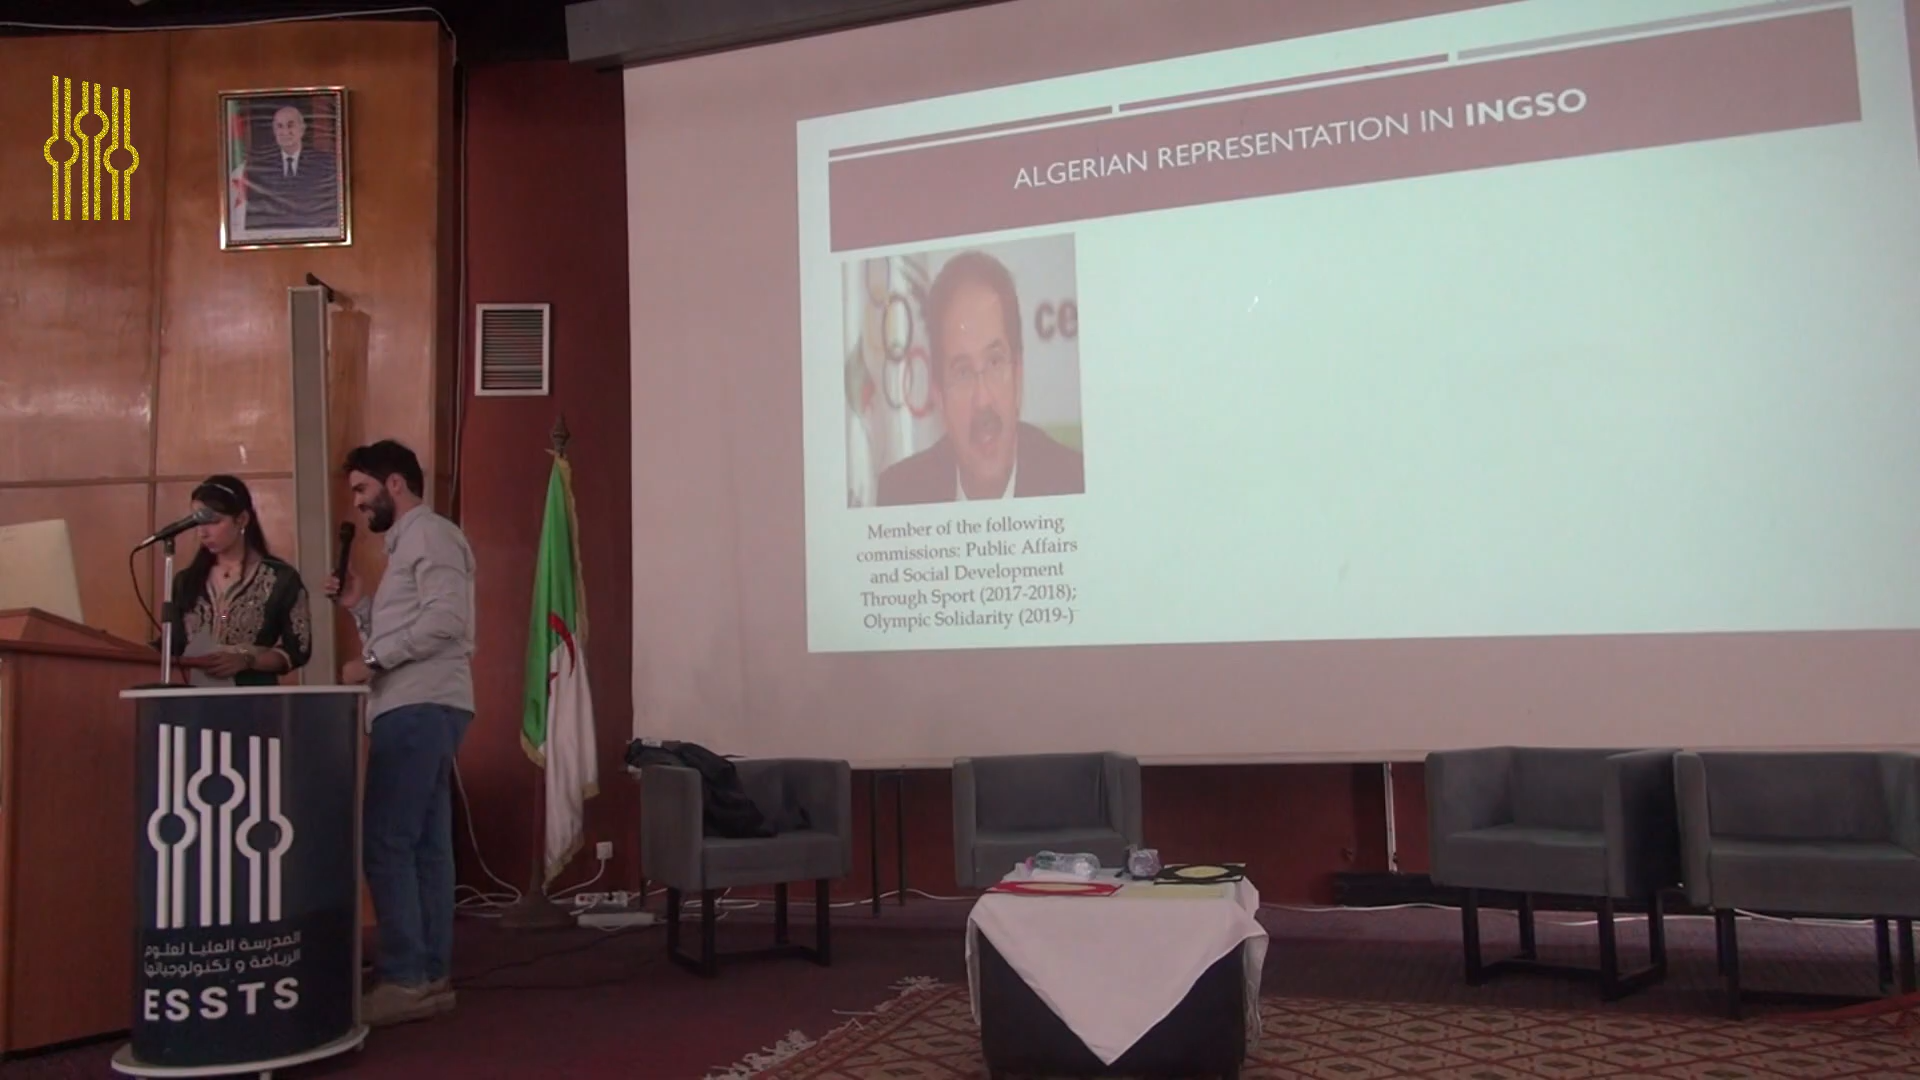 ALGERIAN REPRESENTATION IN INGSO
ce
Member of the following
commissions: Public Affairs
and Social Development
Through Sport (2017-2018);
Olympic Solidarity (2019-)
المدرسة العليا لعلوم
الرياضة و تكنولوجياتها
ESSTS